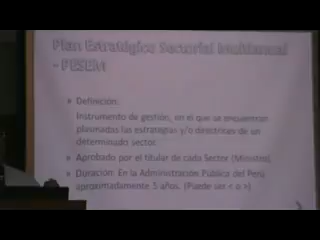 Plan Estratégico Sectorial Multianual
- PESEM
Definición:
Instrumento de gestión, en el que se encuentran
plasmadas las estrategias y/o directrices de un
determinado sector.
Aprobado por el titular de cada Sector (Ministro).
Duración: En la Administración Pública del Perú
aproximadamente 5 años. (Puede ser < o >).